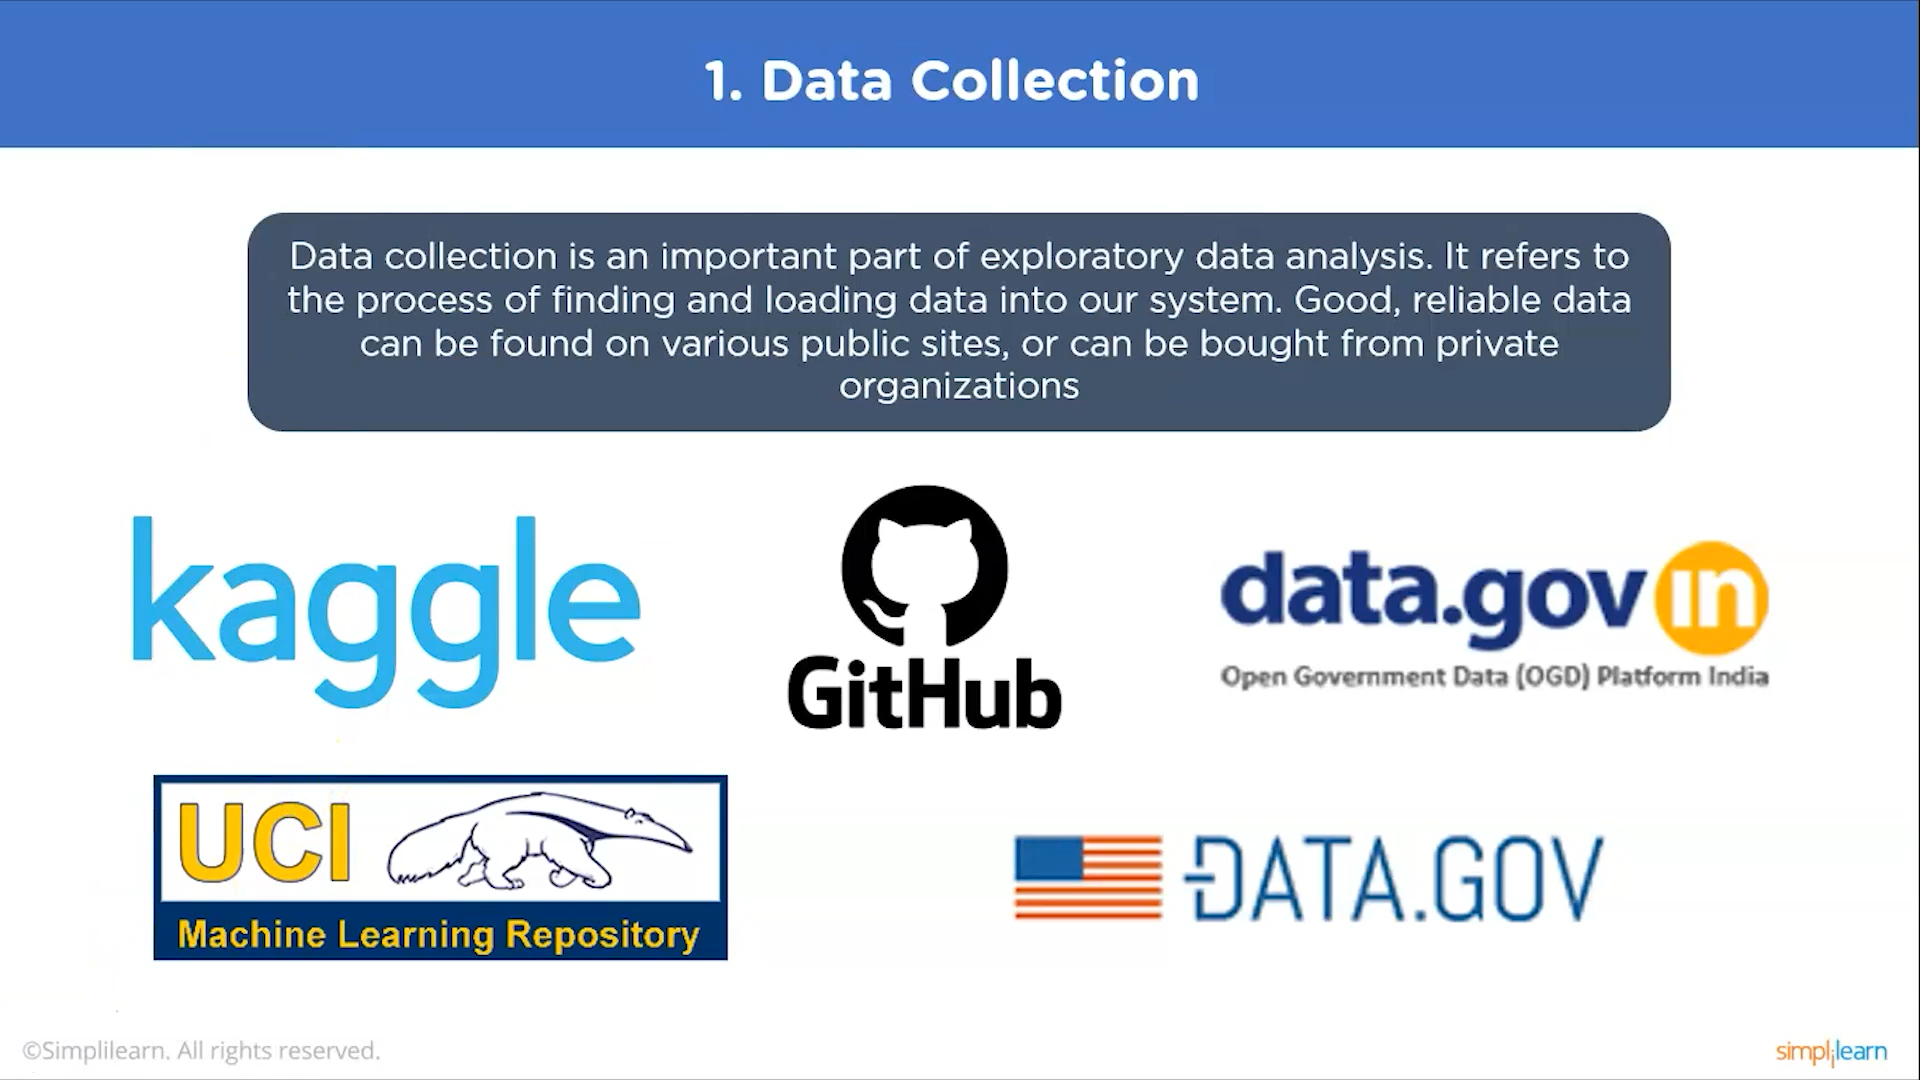 1. Data Collection
Data collection is an important part of exploratory data analysis. It refers to
the process of finding and loading data into our system. Good, reliable data
can be found on various public sites, or can be bought from private
organizations
kaggle
GitHub
data.gov in
Open Government Data (OGD) Platform India
UCI
Machine Learning Repository
DATA.GOV
©Simplilearn. All rights reserved.
simplilearn